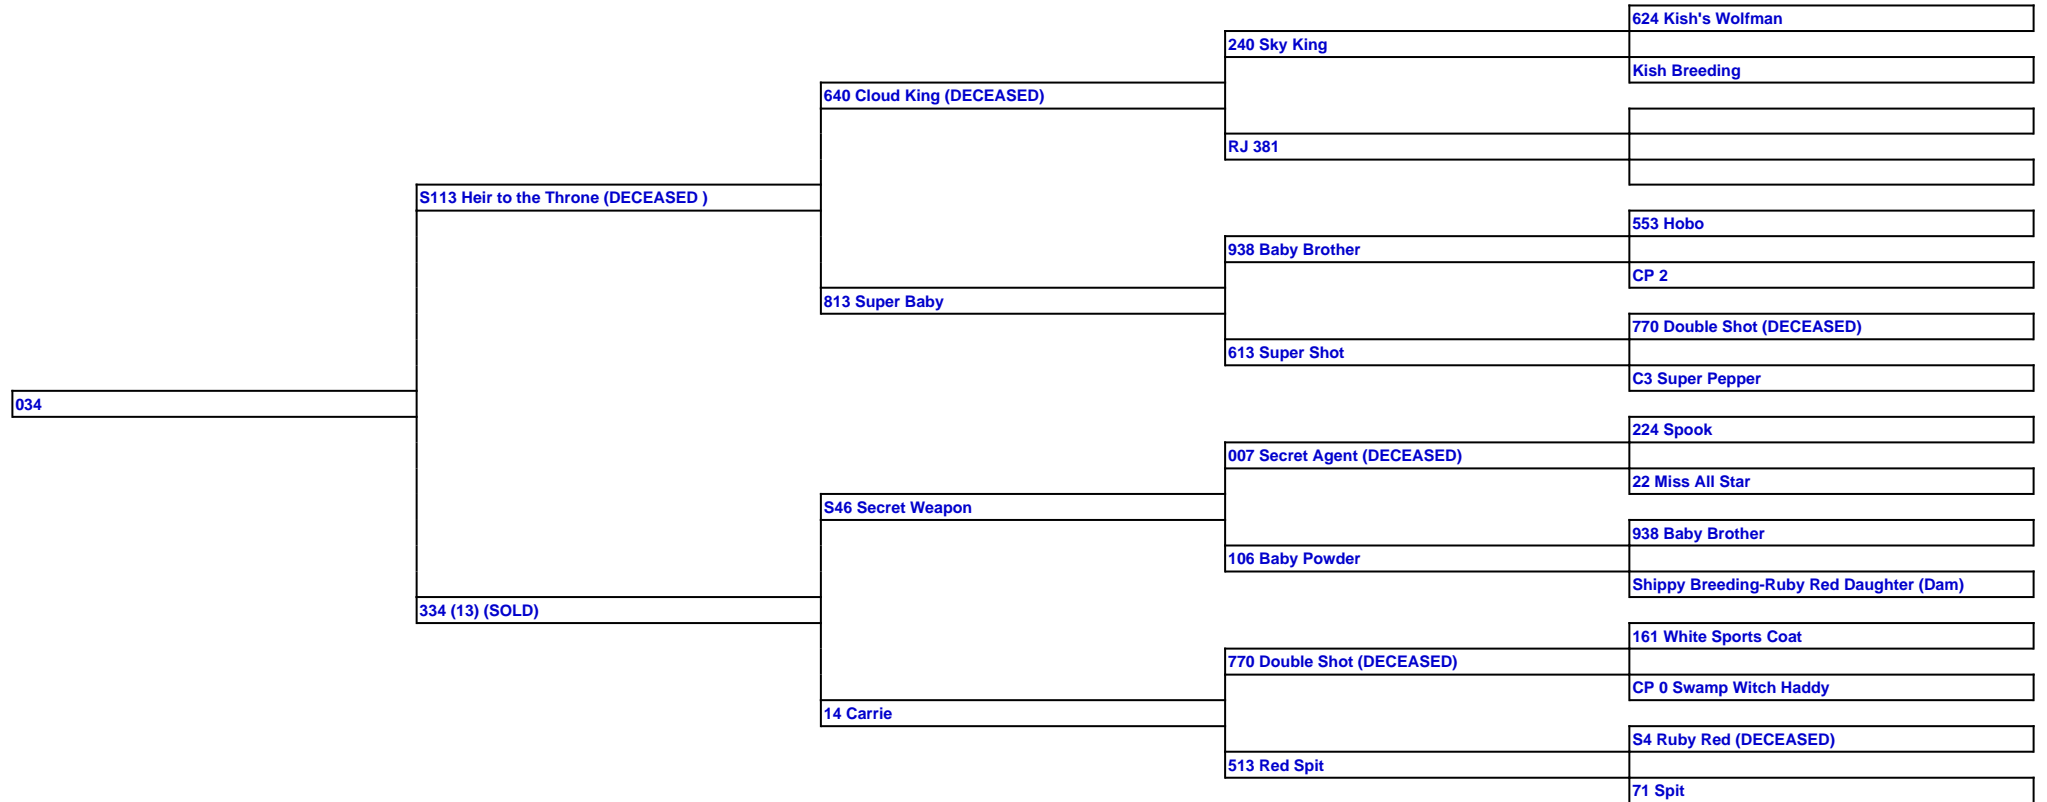 624 Kish's Wolfman
240 Sky King
Kish Breeding
640 Cloud King (DECEASED)
RJ 381
S113 Heir to the Throne (DECEASED )
553 Hobo
938 Baby Brother
CP 2
813 Super Baby
770 Double Shot (DECEASED)
613 Super Shot
C3 Super Pepper
034
224 Spook
007 Secret Agent (DECEASED)
22 Miss All Star
S46 Secret Weapon
938 Baby Brother
106 Baby Powder
Shippy Breeding-Ruby Red Daughter (Dam)
334 (13) (SOLD)
161 White Sports Coat
770 Double Shot (DECEASED)
CP 0 Swamp Witch Haddy
14 Carrie
S4 Ruby Red (DECEASED)
513 Red Spit
71 Spit